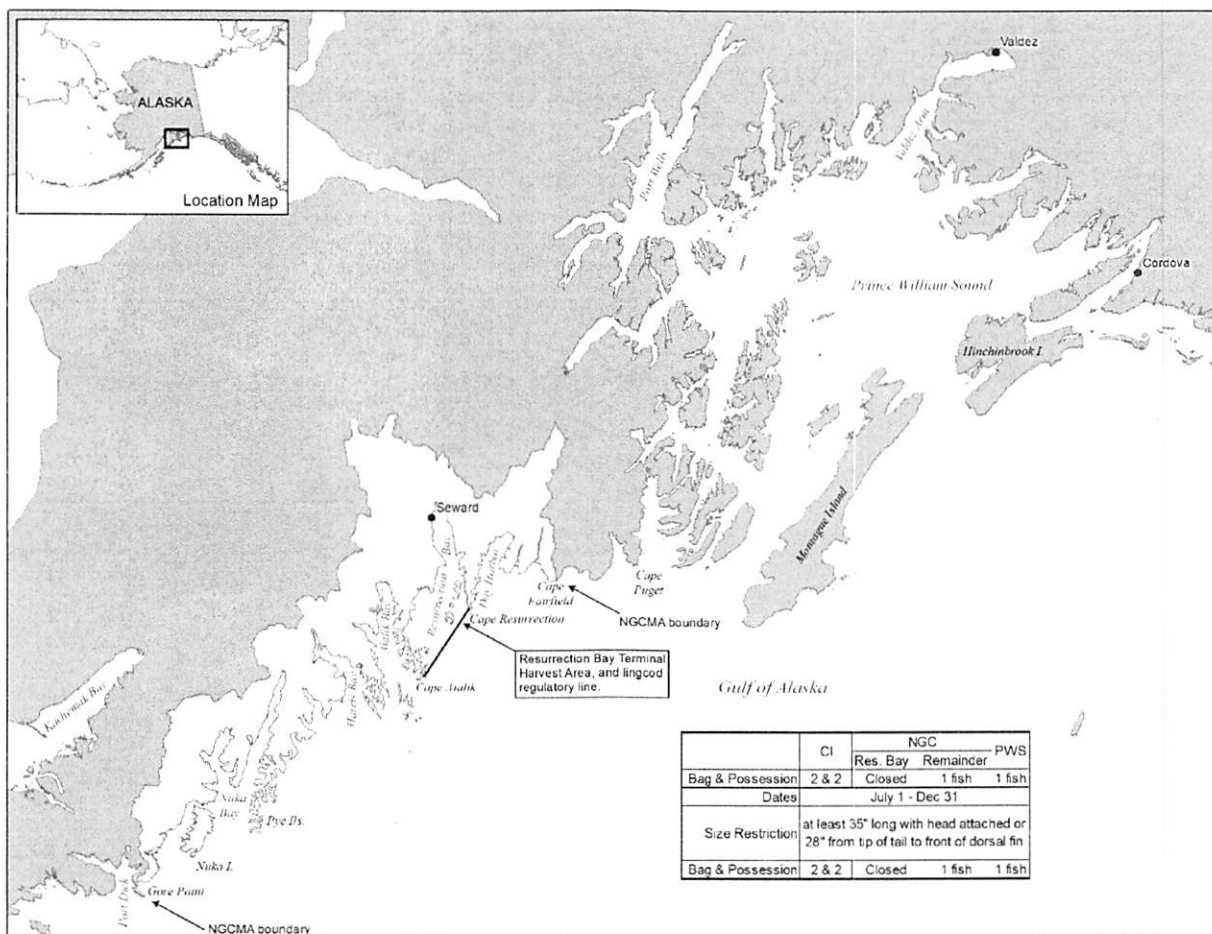 ALASKA
Location Map
Valdez
Valdez Arm
Port Wells
Prince William Sound
Cordova
Hinchinbrook I.
Montague Island
Seward
Resurrection Bay
Day Harbor
Cape
Fairfield
Cape
Puget
NGCMA boundary
Cape Resurrection
Resurrection Bay Terminal
Harvest Area, and lingcod
regulatory line.
Aialik Bay
Cape Aialik
Harris Bay
Gulf of Alaska
Kachemak Bay
Nuka
Bay
Pye Is.
Nuka I.
Port Dick
Gore Point
NGCMA boundary
CI NGC PWS
Res. Bay Remainder
Bag & Possession 2 & 2 Closed 1 fish 1 fish
Dates July 1 - Dec 31
Size Restriction at least 35" long with head attached or
28" from tip of tail to front of dorsal fin
Bag & Possession 2 & 2 Closed 1 fish 1 fish